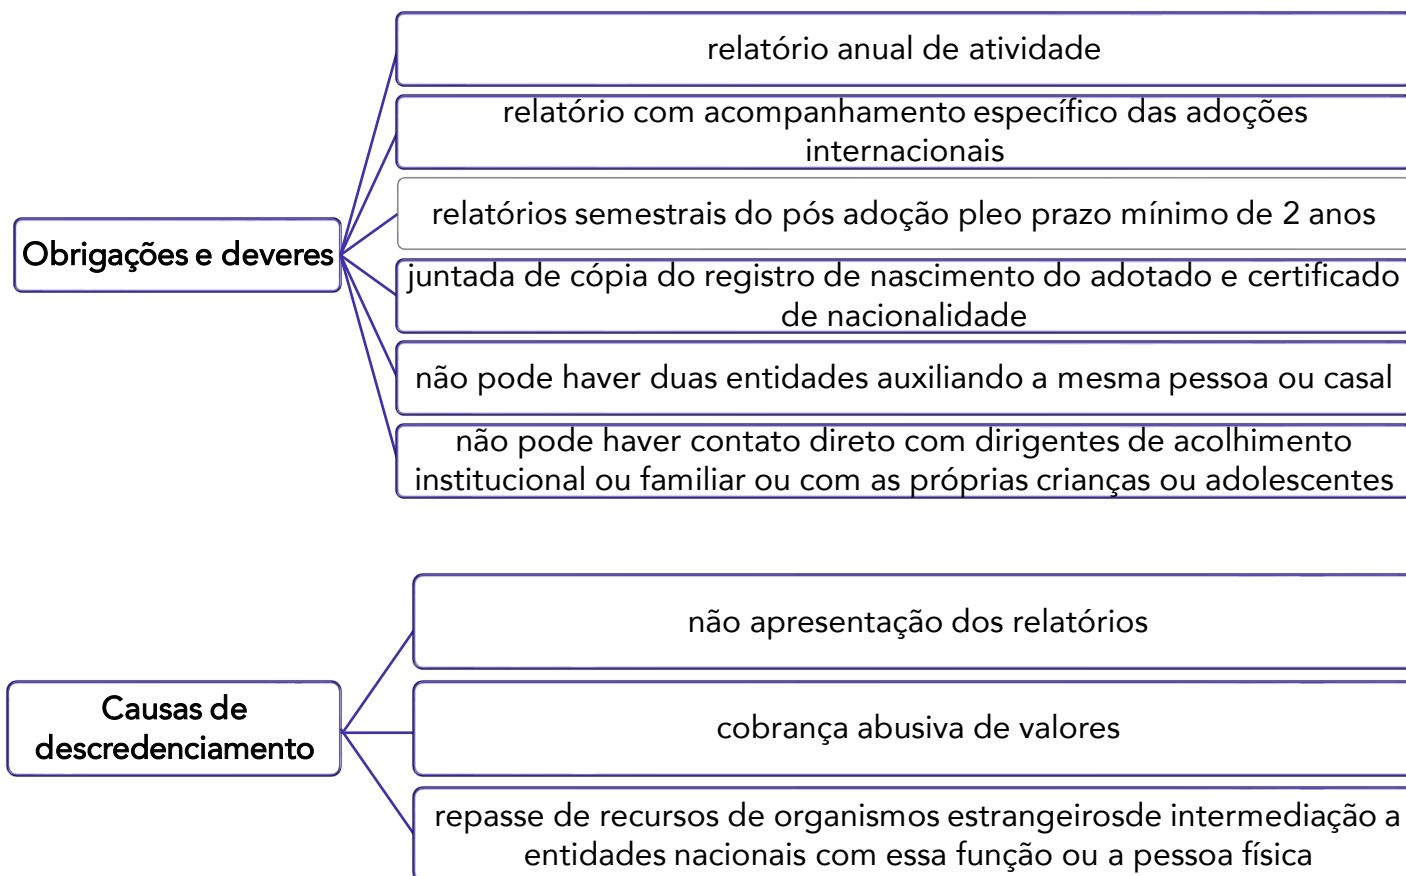 Obrigações e deveres
relatório anual de atividade
relatório com acompanhamento específico das adoções
internacionais
relatórios semestrais do pós adoção pleo prazo mínimo de 2 anos
juntada de cópia do registro de nascimento do adotado e certificado
de nacionalidade
não pode haver duas entidades auxiliando a mesma pessoa ou casal
não pode haver contato direto com dirigentes de acolhimento
institucional ou familiar ou com as próprias crianças ou adolescentes
Causas de
descredenciamento
não apresentação dos relatórios
cobrança abusiva de valores
repasse de recursos de organismos estrangeirosde intermediação a
entidades nacionais com essa função ou a pessoa física